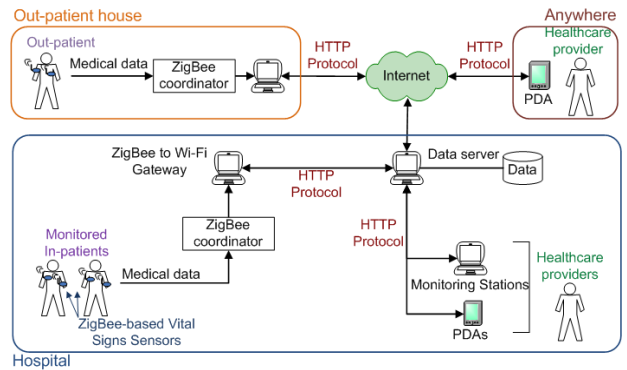 Out-patient house
Anywhere
Out-patient
Medical data
ZigBee
coordinator
HTTP
Protocol
Internet
HTTP
Protocol
Healthcare
provider
PDA
ZigBee to Wi-Fi
Gateway
HTTP
Protocol
Data server
Data
ZigBee
coordinator
HTTP
Protocol
Monitored
In-patients
Medical data
ZigBee-based Vital
Signs Sensors
Monitoring Stations
PDAs
Healthcare
providers
Hospital